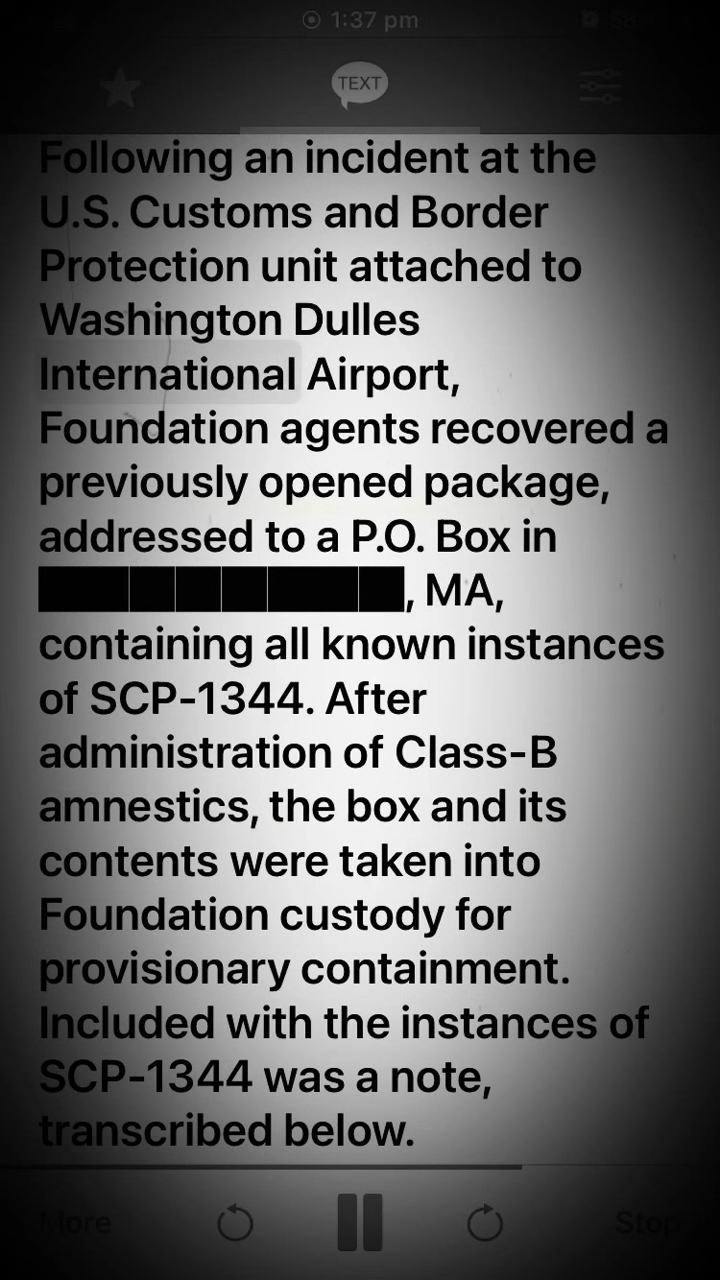 1:37 pm
TEXT
Following an incident at the
U.S. Customs and Border
Protection unit attached to
Washington Dulles
International Airport,
Foundation agents recovered a
previously opened package,
addressed to a P.O. Box in
███████, MA,
containing all known instances
of SCP-1344. After
administration of Class-B
amnestics, the box and its
contents were taken into
Foundation custody for
provisionary containment.
Included with the instances of
SCP-1344 was a note,
transcribed below.
More
Stop